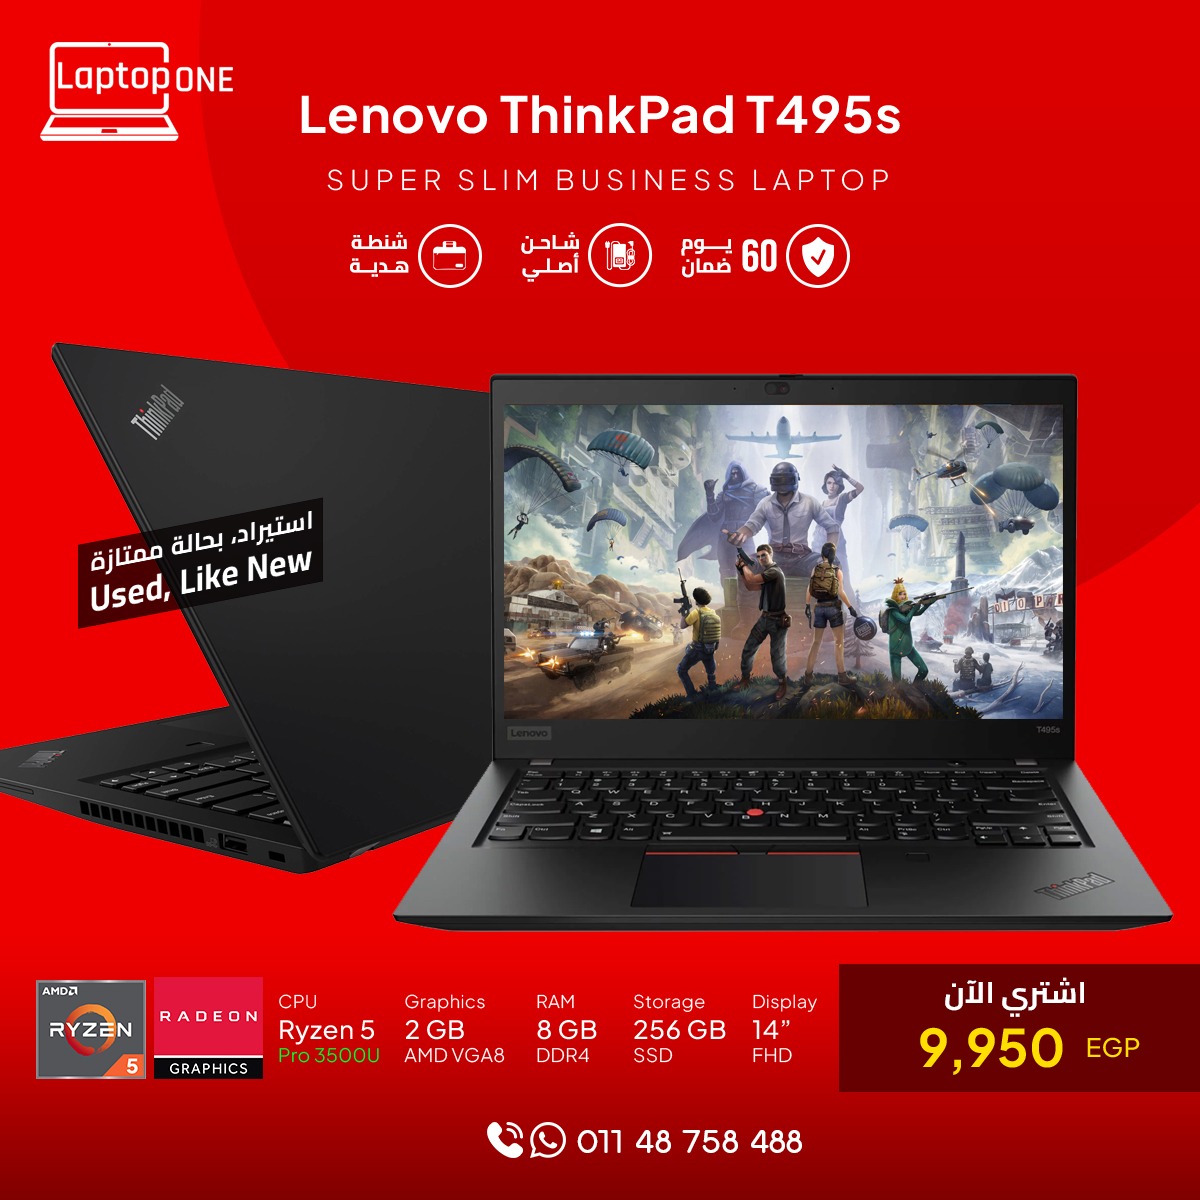 Laptop ONE
Lenovo ThinkPad T495s
SUPER SLIM BUSINESS LAPTOP
60 يــوم ضمان
شاحن أصلي
شنطة هدية
ThinkPad
استيراد، بحالة ممتازة
Used, Like New
Lenovo
T495s
ThinkPad
AMD
RYZEN
5
RADEON
GRAPHICS
CPU
Ryzen 5
Pro 3500U
Graphics
2 GB
AMD VGA8
RAM
8 GB
DDR4
Storage
256 GB
SSD
Display
14”
FHD
اشتري الآن
9,950 EGP
011 48 758 488